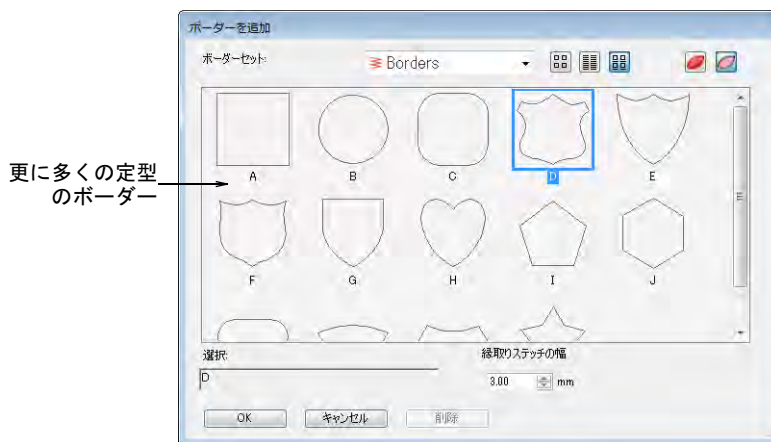 ボーダーを追加
ボーダーセット:
Borders
更に多くの定型
のボーダー
A
B
C
D
E
F
G
H
I
J
選択:
縁取りステッチの幅
D
3.00
mm
OK
キャンセル
削除